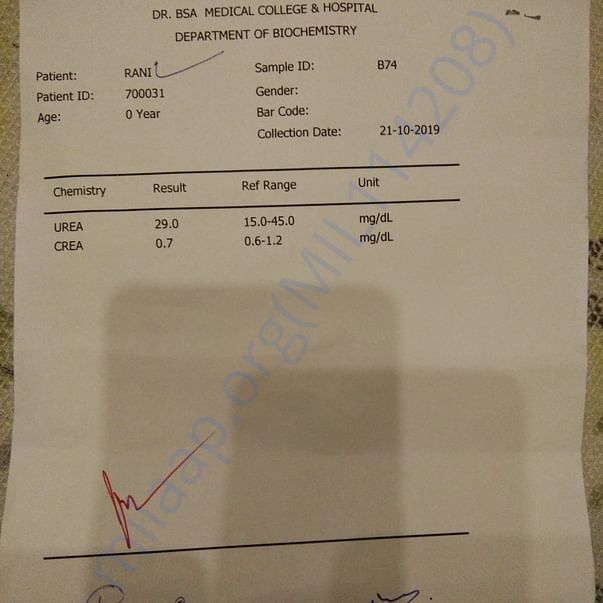 DR. BSA MEDICAL COLLEGE & HOSPITAL
DEPARTMENT OF BIOCHEMISTRY
Patient: RANI Sample ID: B74
Patient ID: 700031 Gender:
Age: 0 Year Bar Code:
Collection Date: 21-10-2019
Chemistry Result Ref Range Unit
UREA 29.0 15.0-45.0 mg/dL
CREA 0.7 0.6-1.2 mg/dL
milaap.org(MIL114208)